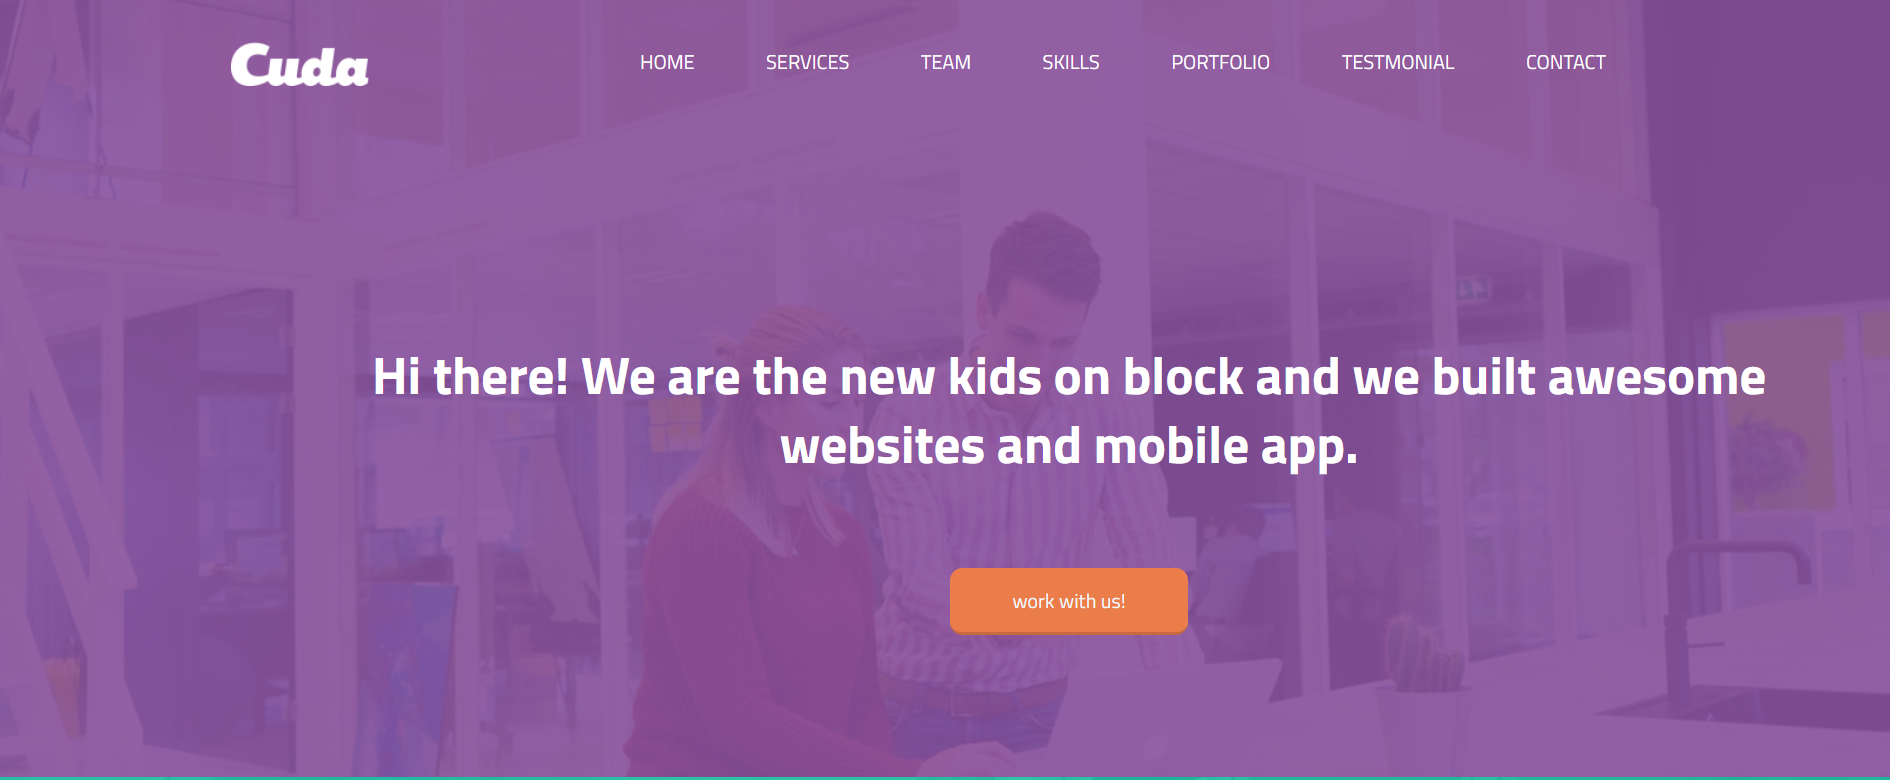 Cuda
HOME SERVICES TEAM SKILLS PORTFOLIO TESTMONIAL CONTACT
Hi there! We are the new kids on block and we built awesome
websites and mobile app.
work with us!